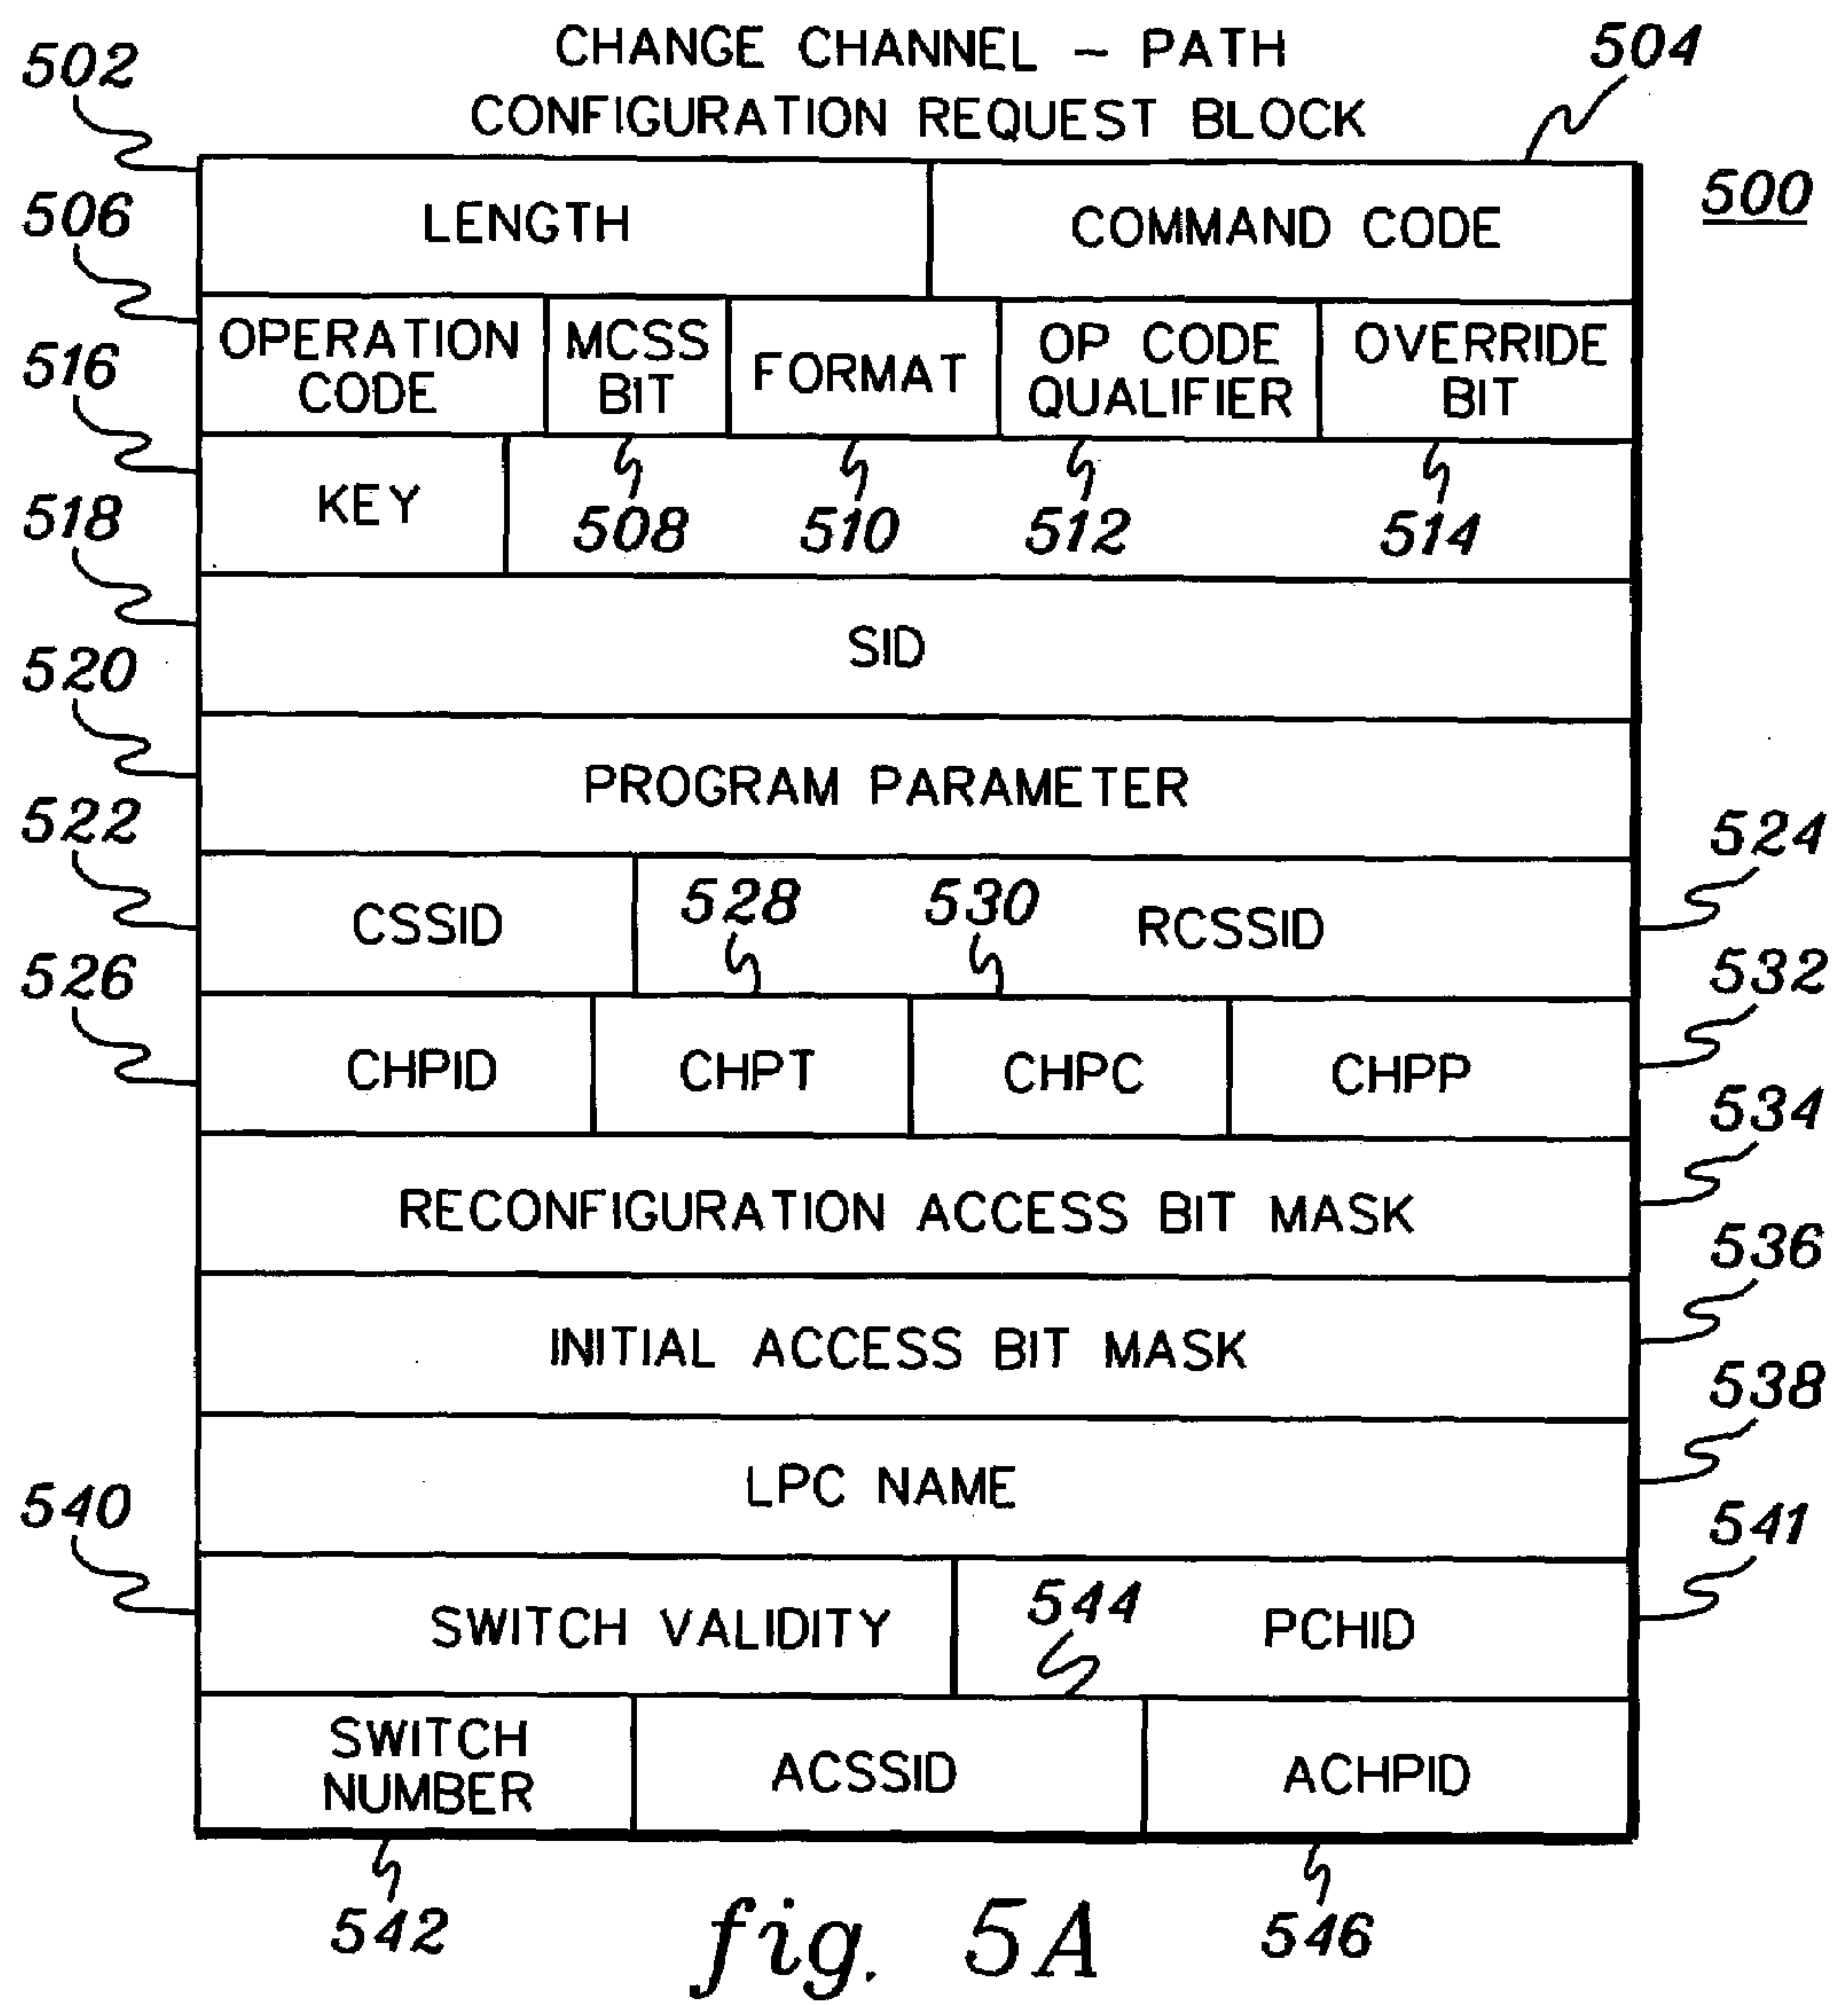 CHANGE CHANNEL - PATH
CONFIGURATION REQUEST BLOCK
500
502
504
LENGTH
COMMAND CODE
506
OPERATION
CODE
MCSS
BIT
FORMAT
OP CODE
QUALIFIER
OVERRIDE
BIT
516
KEY
508
510
512
514
518
SID
520
PROGRAM PARAMETER
522
CSSID
528
530
RCSSID
524
526
CHPID
CHPT
CHPC
CHPP
532
RECONFIGURATION ACCESS BIT MASK
534
INITIAL ACCESS BIT MASK
536
LPC NAME
538
540
SWITCH VALIDITY
544
PCHID
541
SWITCH
NUMBER
ACSSID
ACHPID
542
546
fig. 5A